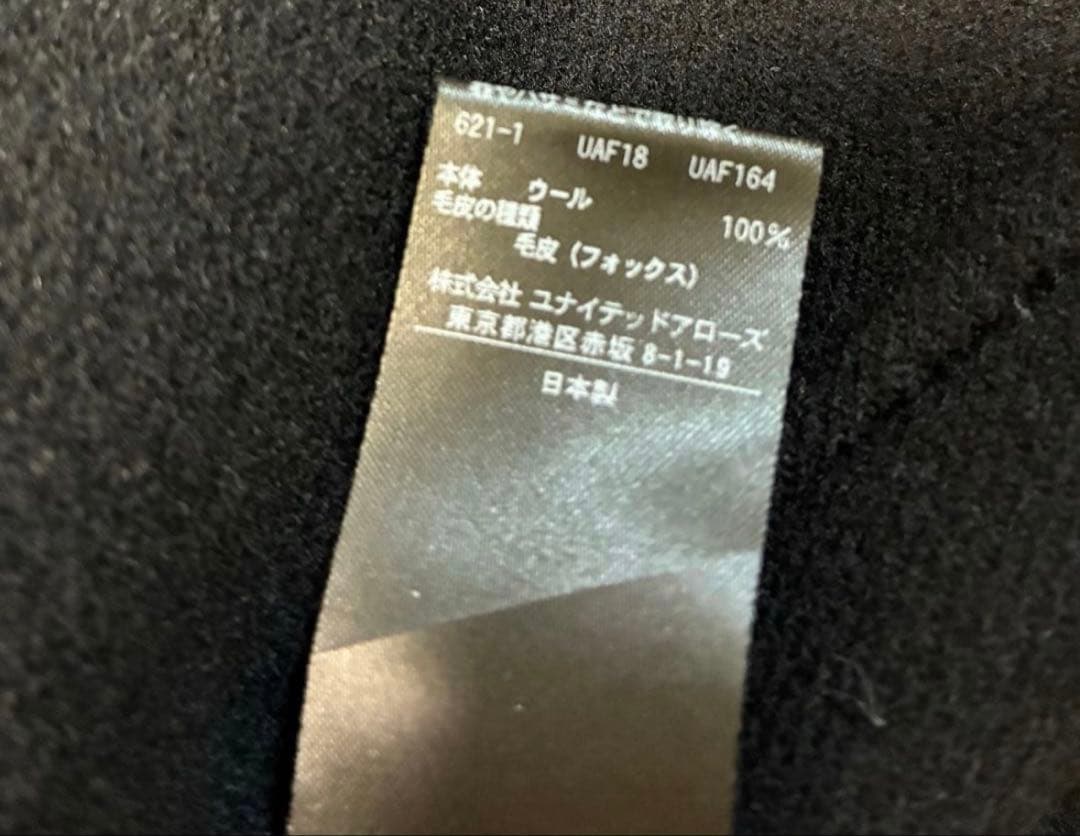 621-1 UAF18 UAF164
本体 ウール 100%
毛皮の種類
毛皮（フォックス）
株式会社 ユナイテッドアローズ
東京都港区赤坂 8-1-19
日本製